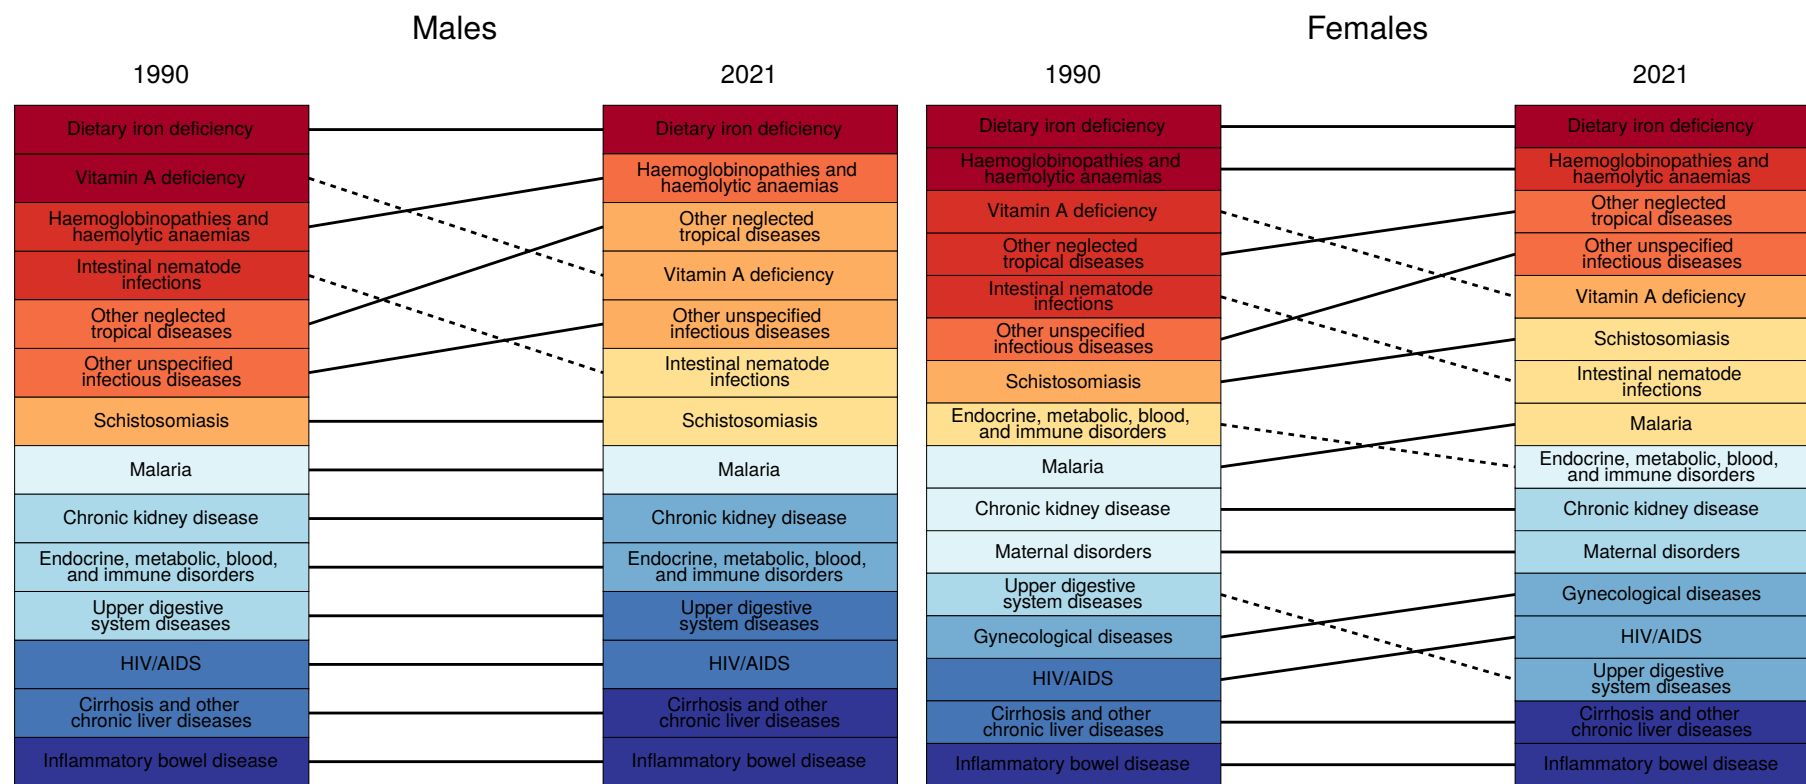 Males
1990
2021
Dietary iron deficiency
Vitamin A deficiency
Haemoglobinopathies and
haemolytic anaemias
Intestinal nematode
infections
Other neglected
tropical diseases
Other unspecified
infectious diseases
Schistosomiasis
Malaria
Chronic kidney disease
Endocrine, metabolic, blood,
and immune disorders
Upper digestive
system diseases
HIV/AIDS
Cirrhosis and other
chronic liver diseases
Inflammatory bowel disease
Dietary iron deficiency
Haemoglobinopathies and
haemolytic anaemias
Other neglected
tropical diseases
Vitamin A deficiency
Other unspecified
infectious diseases
Intestinal nematode
infections
Schistosomiasis
Malaria
Chronic kidney disease
Endocrine, metabolic, blood,
and immune disorders
Upper digestive
system diseases
HIV/AIDS
Cirrhosis and other
chronic liver diseases
Inflammatory bowel disease
Females
1990
2021
Dietary iron deficiency
Haemoglobinopathies and
haemolytic anaemias
Vitamin A deficiency
Other neglected
tropical diseases
Intestinal nematode
infections
Other unspecified
infectious diseases
Schistosomiasis
Endocrine, metabolic, blood,
and immune disorders
Malaria
Chronic kidney disease
Maternal disorders
Upper digestive
system diseases
Gynecological diseases
HIV/AIDS
Cirrhosis and other
chronic liver diseases
Inflammatory bowel disease
Dietary iron deficiency
Haemoglobinopathies and
haemolytic anaemias
Other neglected
tropical diseases
Other unspecified
infectious diseases
Vitamin A deficiency
Schistosomiasis
Intestinal nematode
infections
Malaria
Endocrine, metabolic, blood,
and immune disorders
Chronic kidney disease
Maternal disorders
Gynecological diseases
HIV/AIDS
Upper digestive
system diseases
Cirrhosis and other
chronic liver diseases
Inflammatory bowel disease